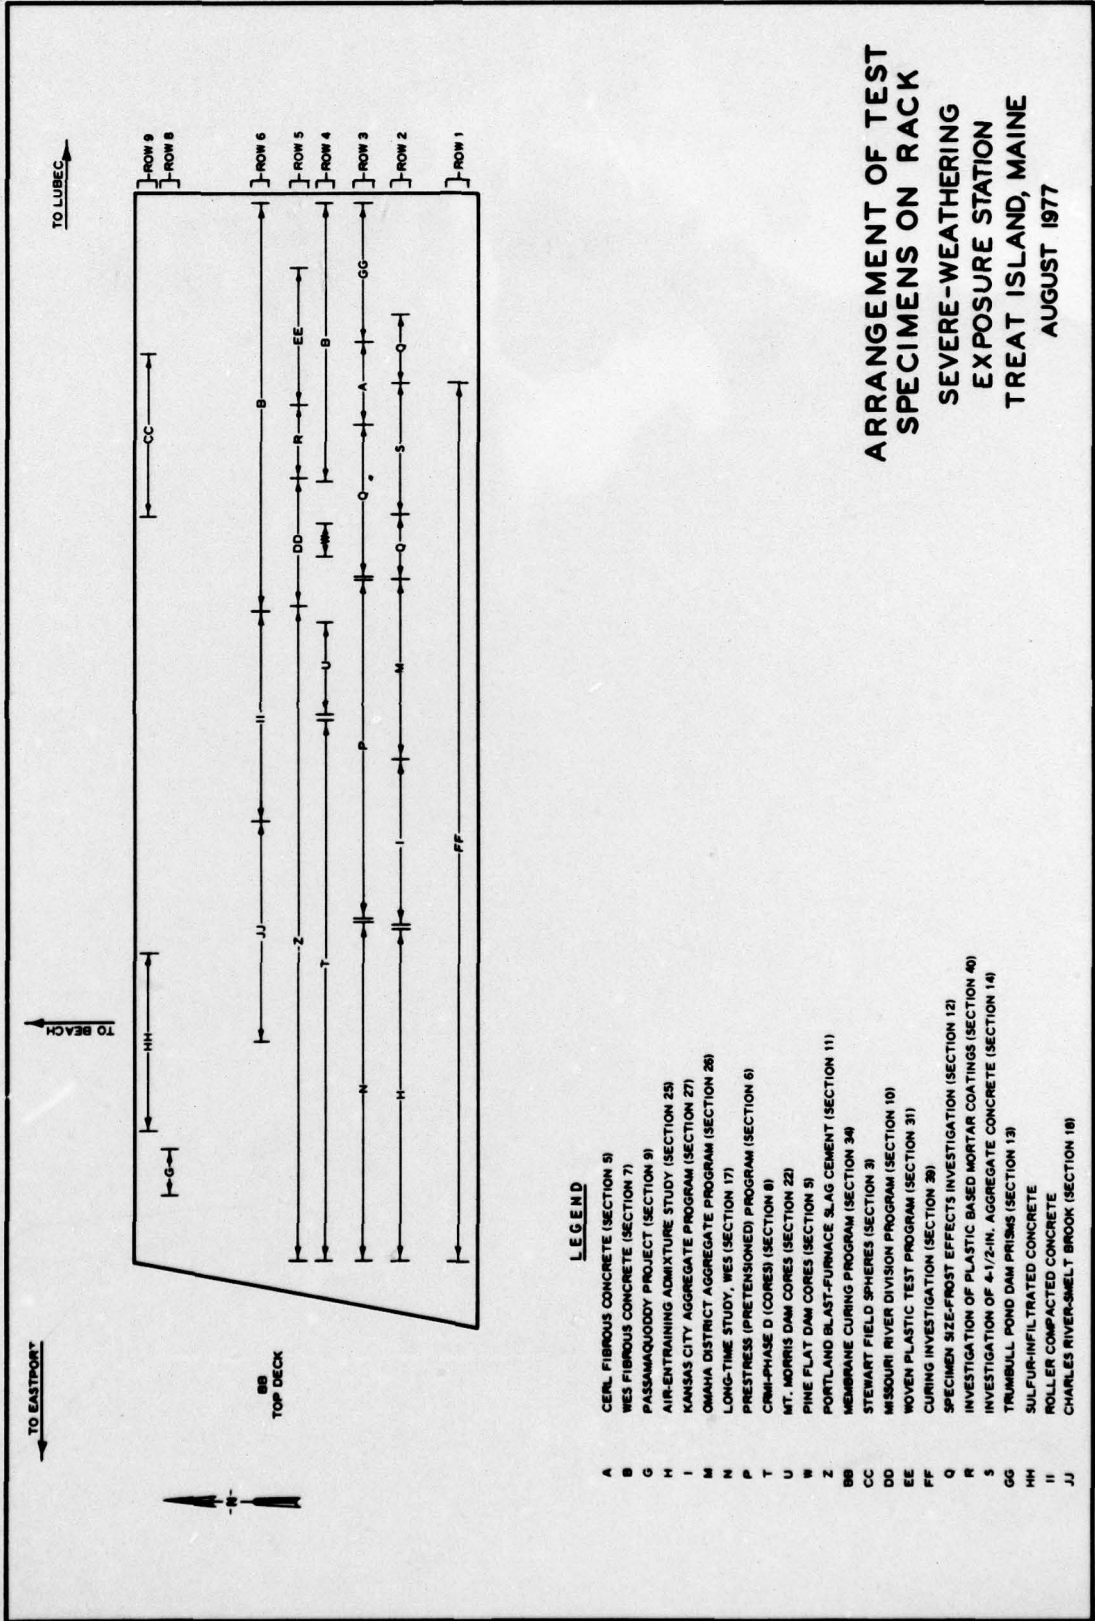 TO EASTPORT
TO BEACH
TO LUBEC
-N-
BB
TOP DECK
HH
CC
ROW 9
G
ROW 8
JJ
II
B
ROW 6
Z
DD
R
EE
ROW 5
T
U
W
B
ROW 4
N
P
Q
A
GG
ROW 3
H
I
M
Q
S
Q
ROW 2
FF
ROW 1
LEGEND
A CERL FIBROUS CONCRETE (SECTION 5)
B WES FIBROUS CONCRETE (SECTION 7)
G PASSAMAQUODDY PROJECT (SECTION 9)
H AIR-ENTRAINING ADMIXTURE STUDY (SECTION 25)
I KANSAS CITY AGGREGATE PROGRAM (SECTION 27)
M OMAHA DISTRICT AGGREGATE PROGRAM (SECTION 26)
N LONG-TIME STUDY, WES (SECTION 17)
P PRESTRESS (PRETENSIONED) PROGRAM (SECTION 6)
T CRMI-PHASE D (CORES) (SECTION 8)
U MT. MORRIS DAM CORES (SECTION 22)
W PINE FLAT DAM CORES (SECTION 5)
Z PORTLAND BLAST-FURNACE SLAG CEMENT (SECTION 11)
BB MEMBRANE CURING PROGRAM (SECTION 34)
CC STEWART FIELD SPHERES (SECTION 3)
DD MISSOURI RIVER DIVISION PROGRAM (SECTION 10)
EE WOVEN PLASTIC TEST PROGRAM (SECTION 31)
FF CURING INVESTIGATION (SECTION 39)
Q SPECIMEN SIZE-FROST EFFECTS INVESTIGATION (SECTION 12)
R INVESTIGATION OF PLASTIC BASED MORTAR COATINGS (SECTION 40)
S INVESTIGATION OF 4-1/2-IN. AGGREGATE CONCRETE (SECTION 14)
GG TRUMBULL POND DAM PRISMS (SECTION 13)
HH SULFUR-INFILTRATED CONCRETE
II ROLLER COMPACTED CONCRETE
JJ CHARLES RIVER-SMELT BROOK (SECTION 18)
ARRANGEMENT OF TEST
SPECIMENS ON RACK
SEVERE-WEATHERING
EXPOSURE STATION
TREAT ISLAND, MAINE
AUGUST 1977